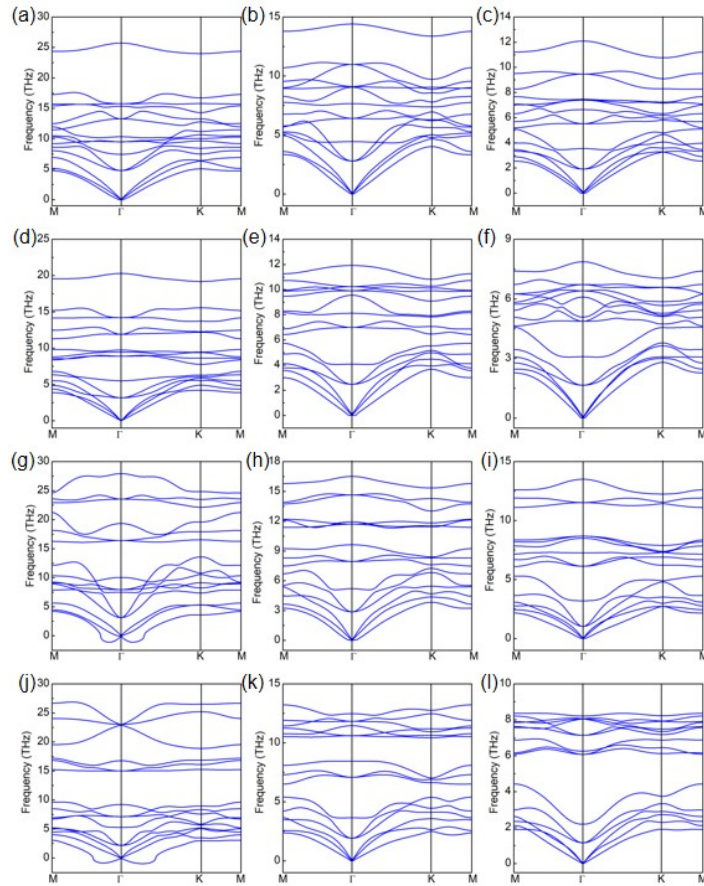 (a) (b) (c)
Frequency (THz) Frequency (THz) Frequency (THz)
30 25 20 15 10 5 0
15 10 5 0
14 12 10 8 6 4 2 0
M Γ K M M Γ K M M Γ K M
(d) (e) (f)
Frequency (THz) Frequency (THz) Frequency (THz)
25 20 15 10 5 0
14 12 10 8 6 4 2 0
9 6 3 0
M Γ K M M Γ K M M Γ K M
(g) (h) (i)
Frequency (THz) Frequency (THz) Frequency (THz)
30 25 20 15 10 5 0
18 15 12 9 6 3 0
15 10 5 0
M Γ K M M Γ K M M Γ K M
(j) (k) (l)
Frequency (THz) Frequency (THz) Frequency (THz)
30 25 20 15 10 5 0
15 10 5 0
10 8 6 4 2 0
M Γ K M M Γ K M M Γ K M